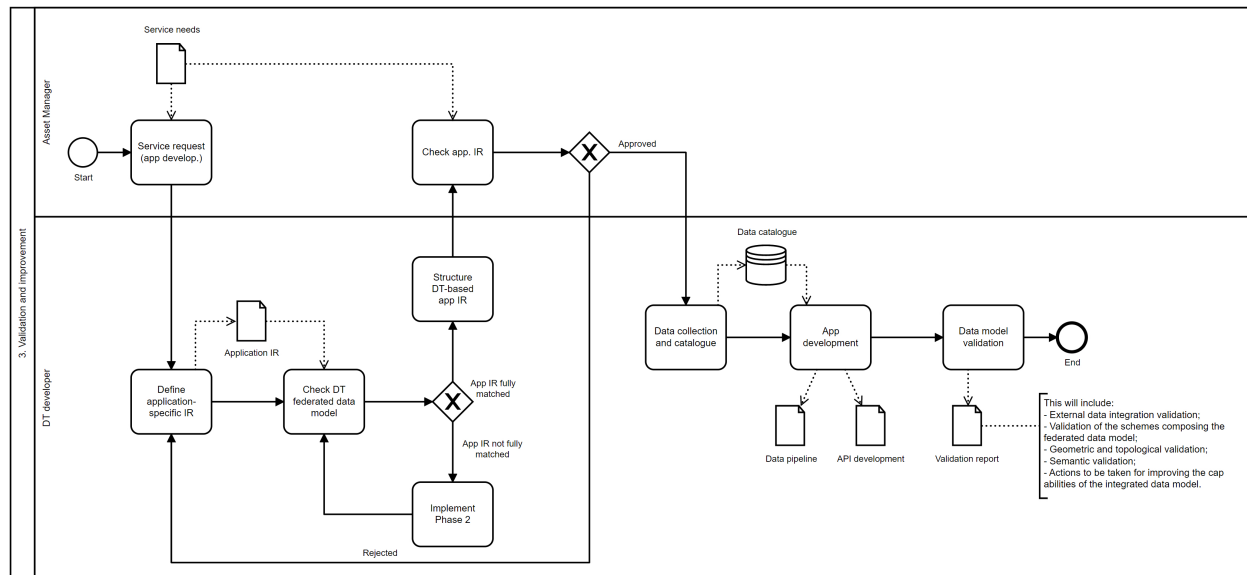 3. Validation and improvement
Asset Manager
Service needs
Service request
(app develop.)
Start
Check app. IR
X
Approved
DT developer
Data catalogue
Structure
DT-based
app IR
Application IR
Data collection
and catalogue
App
development
Data model
validation
End
Define
application-
specific IR
Check DT
federated data
model
App IR fully
matched
X
App IR not fully
matched
Data pipeline
API development
Validation report
This will include:
- External data integration validation;
- Validation of the schemes composing the
federated data model;
- Geometric and topological validation;
- Semantic validation;
- Actions to be taken for improving the cap
abilities of the integrated data model.
Implement
Phase 2
Rejected